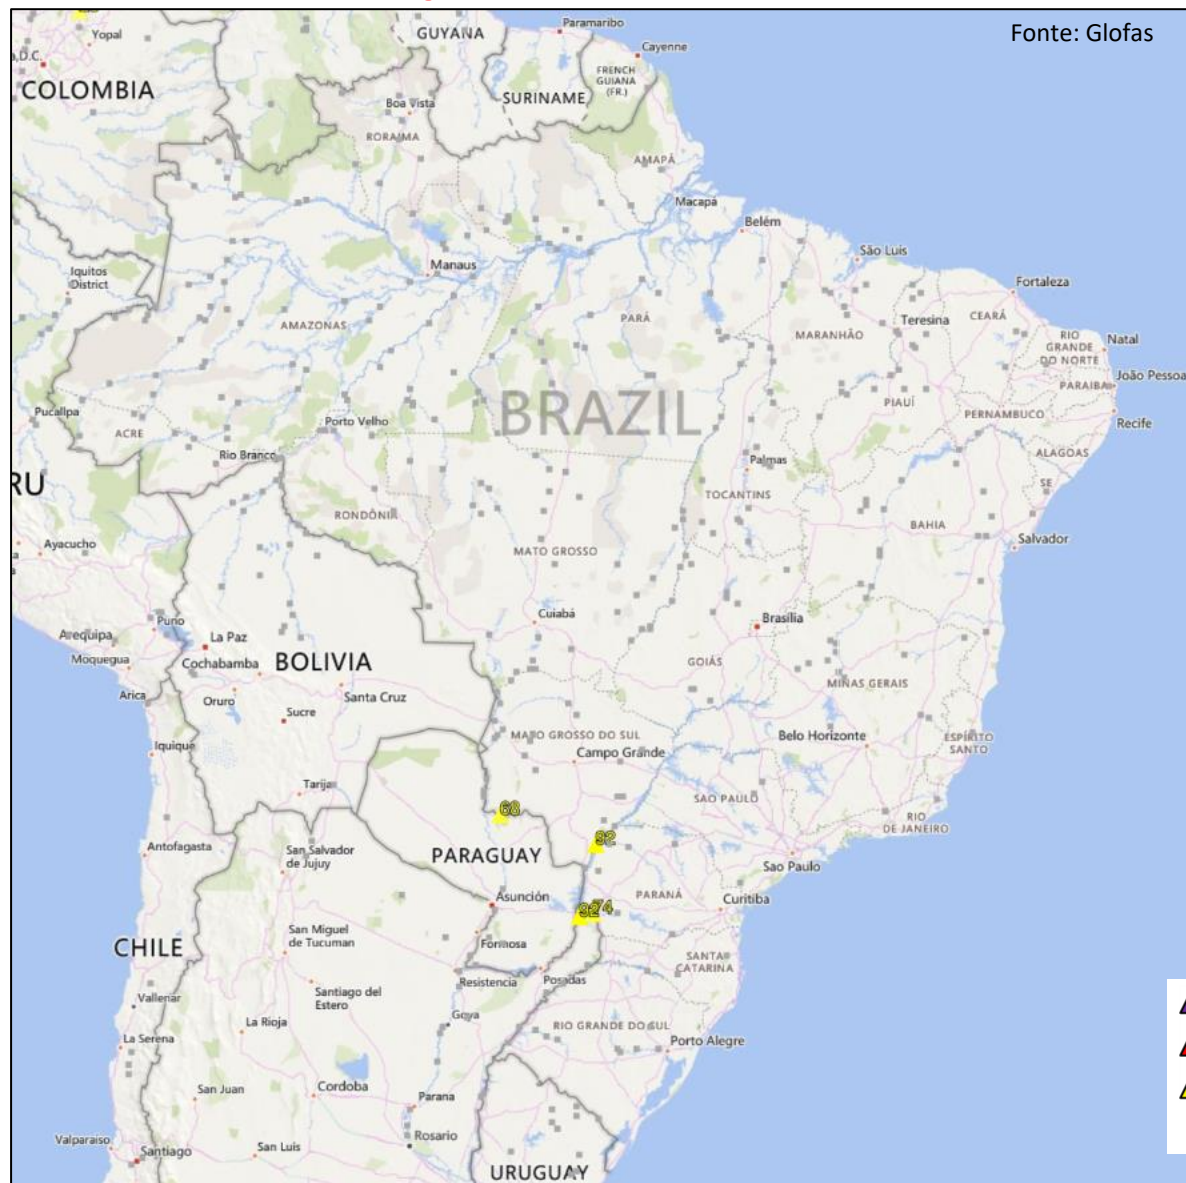 GUYANA
Paramaribo
Fonte: Glofas
Yopal
Cayenne
D.C.
COLOMBIA
FRENCH
GUIANA
(FR.)
SURINAME
Boa Vista
RORAIMA
AMAPÁ
Macapá
Belém
São Luis
Iquitos
District
Manaus
Fortaleza
AMAZONAS
PARÁ
MARANHÃO
Teresina
CEARÁ
RIO
GRANDE
DO NORTE
Natal
João Pessoa
PARAIBA
PIAUÍ
BRAZIL
Pucallpa
PERNAMBUCO
Recife
ACRE
Porto Velho
Rio Branco
ALAGOAS
Palmas
RU
SE
TOCANTINS
RONDÔNIA
BAHIA
Ayacucho
MATO GROSSO
Salvador
Cuiabá
Puno
Brasília
Arequipa
La Paz
Moquegua
Cochabamba
BOLIVIA
GOIÁS
MINAS GERAIS
Arica
Oruro
Santa Cruz
Sucre
Iquique
MATO GROSSO DO SUL
Belo Horizonte
ESPÍRITO
SANTO
Campo Grande
Tarija
SAO PAULO
68
RIO
DE JANEIRO
92
Antofagasta
San Salvador
de Jujuy
PARAGUAY
Sao Paulo
Asunción
PARANÁ
Curitiba
92
74
San Miguel
de Tucuman
Formosa
CHILE
SANTA
CATARINA
Resistencia
Posadas
Vallenar
Santiago del
Estero
Goya
La Rioja
RIO GRANDE DO SUL
La Serena
Porto Alegre
San Juan
Cordoba
Parana
Valparaiso
San Luis
Rosario
Santiago
URUGUAY